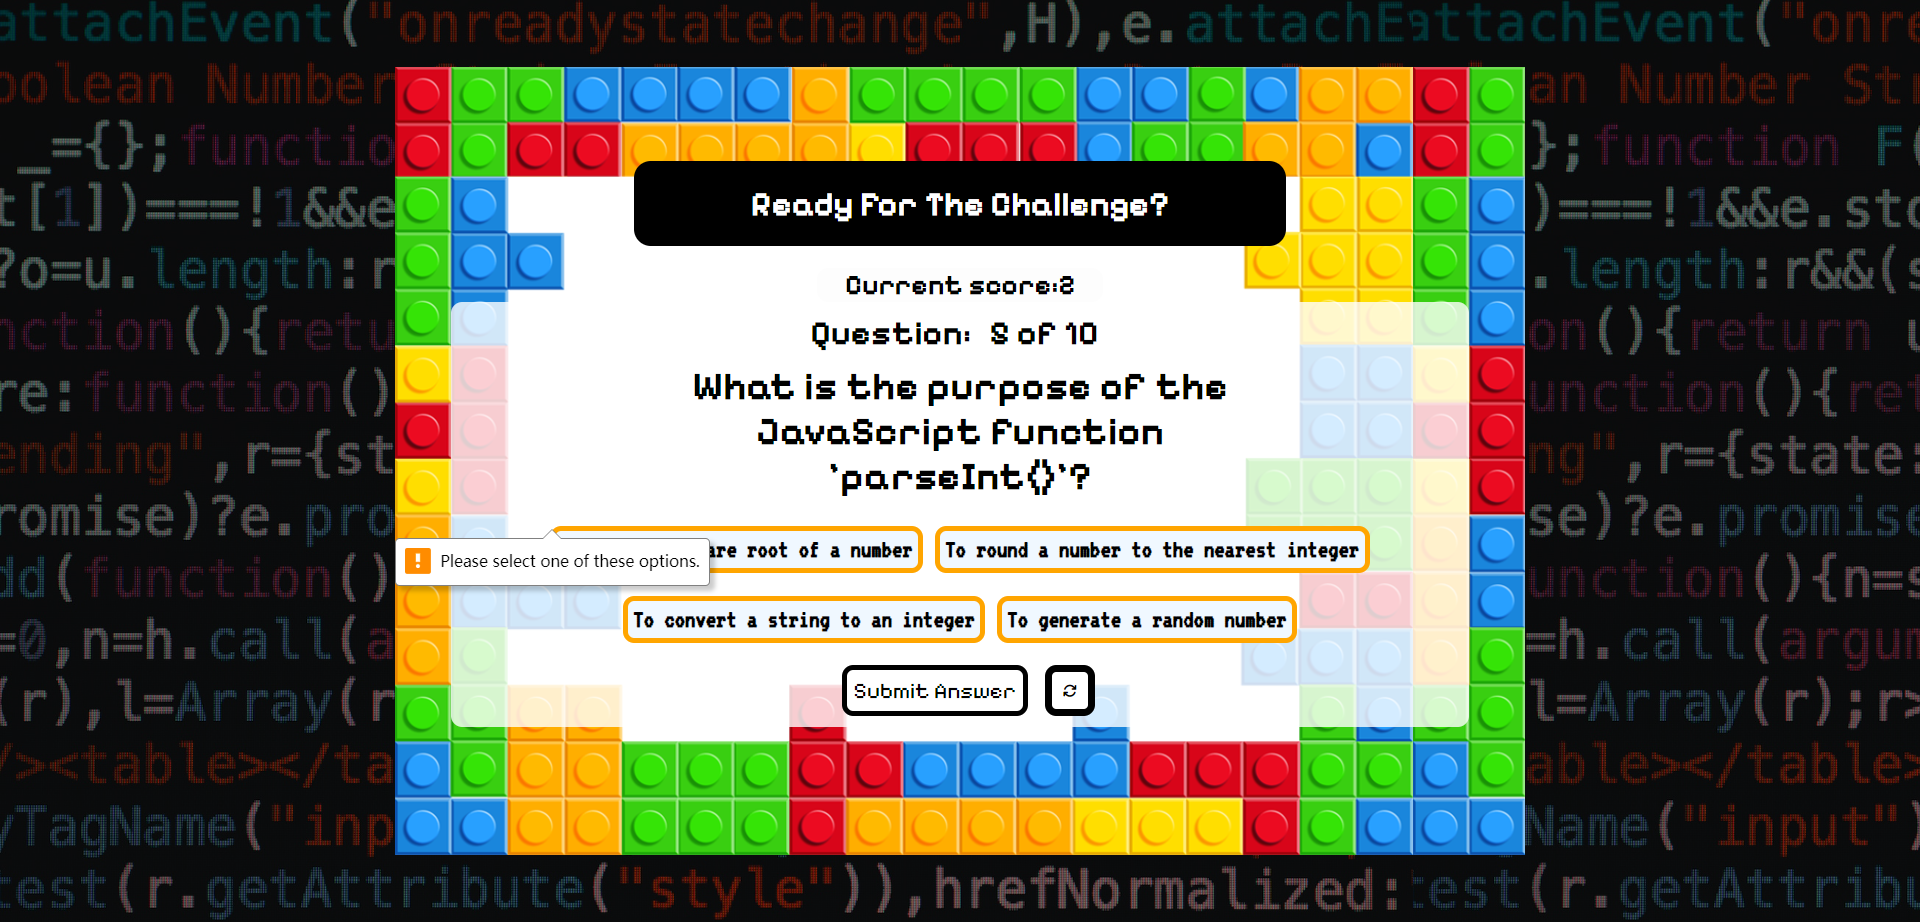 attachEvent("onreadystatechange",H),e.attachEattachEvent("onre
oolean Number
an Number Str
_={};functio
};function F(
t[1])===!1&&e
)===!1&&e.sto
?o=u.length:r
.length:r&&(s
nction(){retu
on(){return u
re:function()
unction(){ret
ending",r={st
ng",r={state:
romise)?e.pro
se)?e.promise
dd(function()
unction(){n=s
=0,n=h.call(a
=h.call(argum
(r),l=Array(r
l=Array(r);r>
/><table></ta
able></table>
yTagName("inp
Name("input")
test(r.getAttribute("style")),hrefNormalized:test(r.getAttribu
Ready For The Challenge?
Current score:2
Question: 8 of 10
What is the purpose of the
JavaScript function
`parseInt()`?
are root of a number
To round a number to the nearest integer
Please select one of these options.
To convert a string to an integer
To generate a random number
Submit Answer